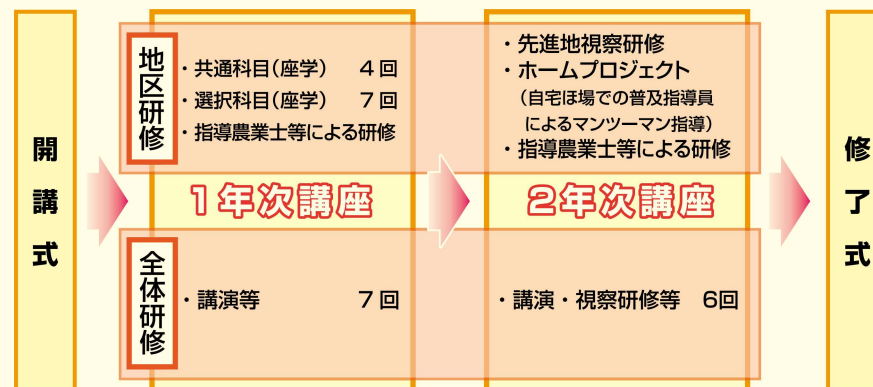 開講式
地区研修
・共通科目（座学）　４回
・選択科目（座学）　７回
・指導農業士等による研修
・先進地視察研修
・ホームプロジェクト
（自宅ほ場での普及指導員
によるマンツーマン指導）
・指導農業士等による研修
1年次講座
2年次講座
全体研修
・講演等　７回
・講演・視察研修等　6回
修了式